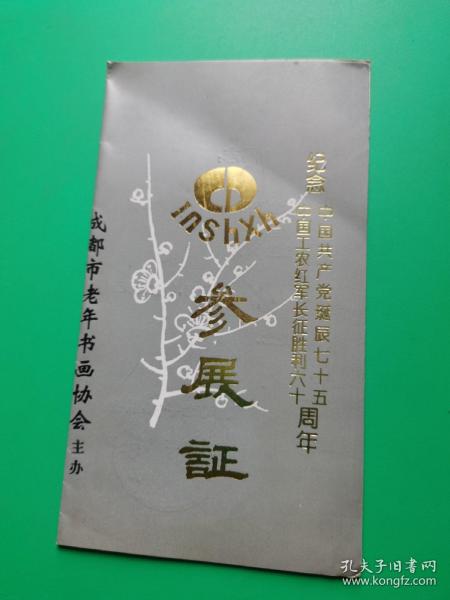 纪念 中国共产党诞辰七十五
中国工农红军长征胜利六十 周年
参展証
成都市老年书画协会 主办
孔夫子旧书网
www.kongfz.com